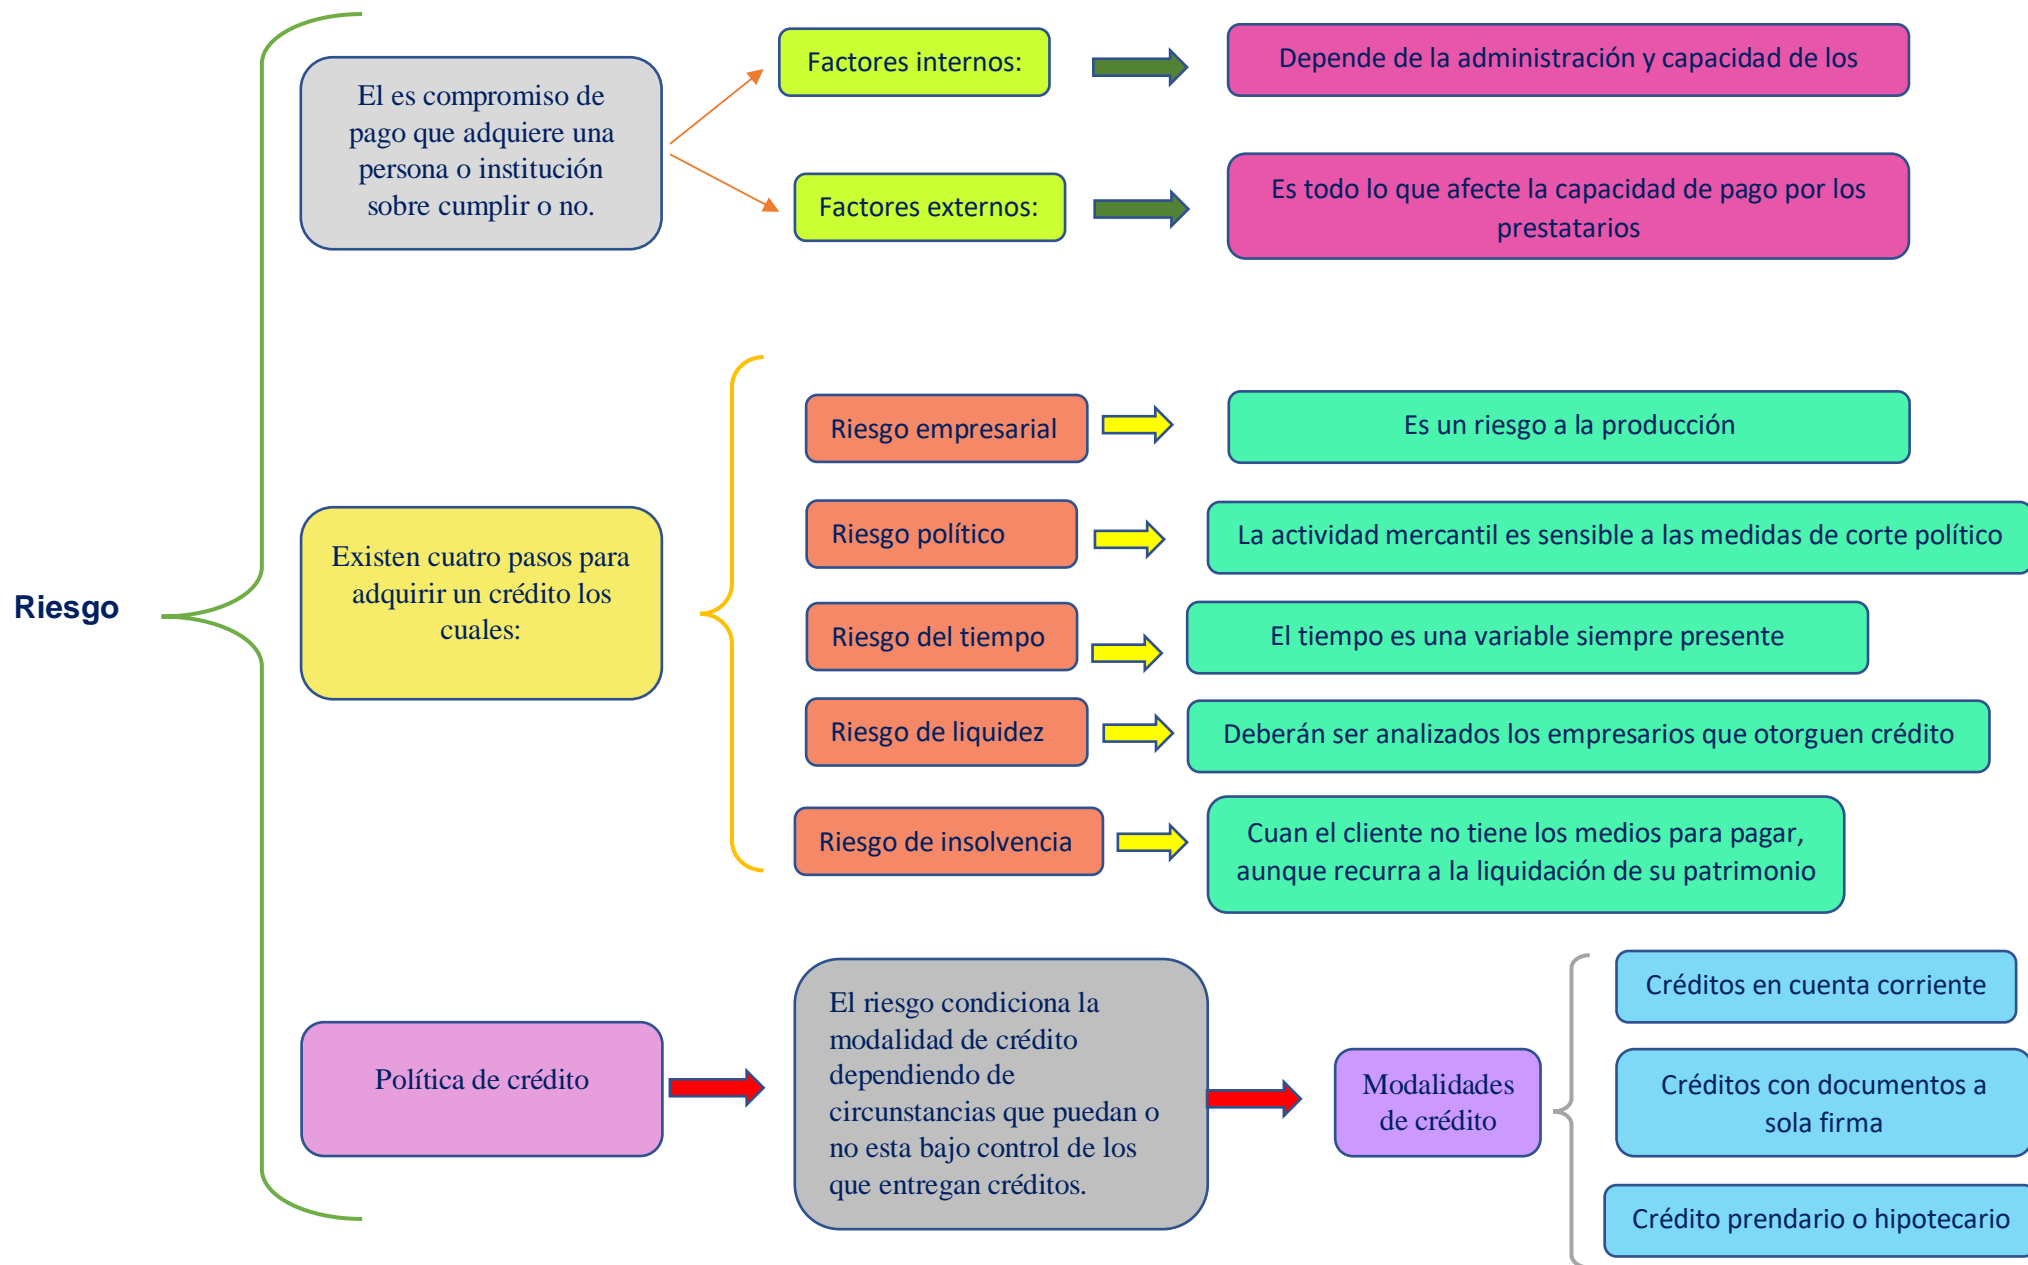 Riesgo
El es compromiso de
pago que adquiere una
persona o institución
sobre cumplir o no.
Factores internos:
Depende de la administración y capacidad de los
Factores externos:
Es todo lo que afecte la capacidad de pago por los
prestatarios
Existen cuatro pasos para
adquirir un crédito los
cuales:
Riesgo empresarial
Es un riesgo a la producción
Riesgo político
La actividad mercantil es sensible a las medidas de corte político
Riesgo del tiempo
El tiempo es una variable siempre presente
Riesgo de liquidez
Deberán ser analizados los empresarios que otorguen crédito
Riesgo de insolvencia
Cuan el cliente no tiene los medios para pagar,
aunque recurra a la liquidación de su patrimonio
Política de crédito
El riesgo condiciona la
modalidad de crédito
dependiendo de
circunstancias que puedan o
no esta bajo control de los
que entregan créditos.
Modalidades
de crédito
Créditos en cuenta corriente
Créditos con documentos a
sola firma
Crédito prendario o hipotecario